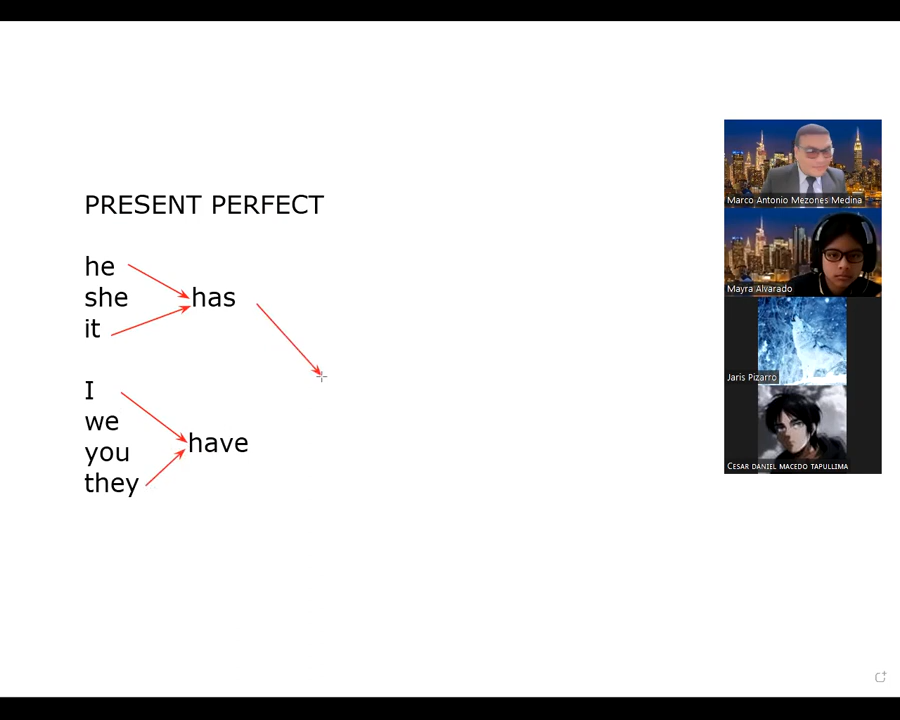 PRESENT PERFECT
he
she
has
it
I
we
you
have
they
Marco Antonio Mezones Medina
Mayra Alvarado
Jaris Pizarro
CESAR DANIEL MACEDO TAPULLIMA